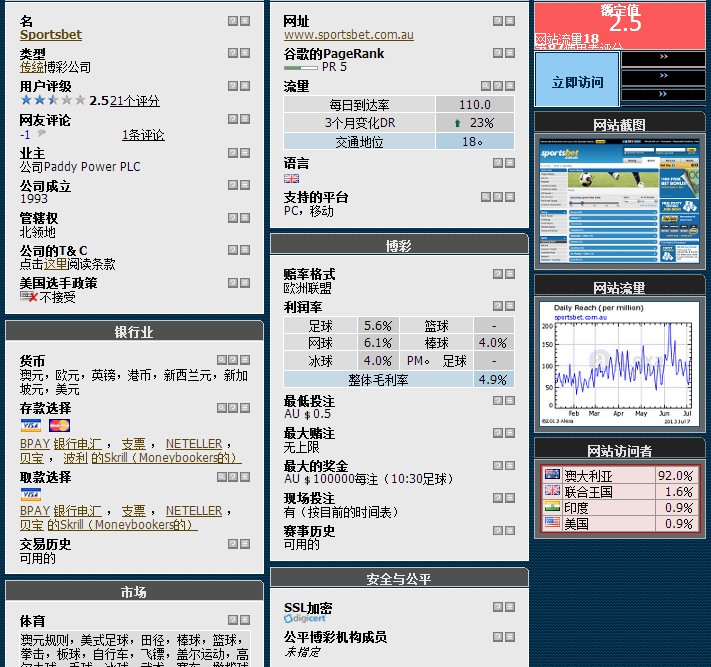 名
Sportsbet
类型
传统博彩公司
用户评级
2.5 21个评分
网友评论
-1 1条评论
业主
公司Paddy Power PLC
公司成立
1993
管辖权
北领地
公司的T& C
点击这里阅读条款
美国选手政策
不接受
银行业
货币
澳元，欧元，英镑，港币，新西兰元，新加
坡元，美元
存款选择
VISA
BPAY 银行电汇 ， 支票 ， NETELLER ，
贝宝 ， 波利 的Skrill（Moneybookers的）
取款选择
VISA
BPAY 银行电汇 ， 支票 ， NETELLER ，
贝宝 的Skrill（Moneybookers的）
交易历史
可用的
市场
体育
澳元规则，美式足球，田径，棒球，篮球，
拳击，板球，自行车，飞镖，盖尔运动，高
网址
www.sportsbet.com.au
谷歌的PageRank
PR 5
流量
每日到达率 110.0
3个月变化DR 23%
交通地位 18。
语言
支持的平台
PC，移动
博彩
赔率格式
欧洲联盟
利润率
足球 5.6% 篮球 -
网球 6.1% 棒球 4.0%
冰球 4.0% PM。 足球 -
整体毛利率 4.9%
最低投注
AU $ 0.5
最大赌注
无上限
最大的奖金
AU $ 100000每注（10:30足球）
现场投注
有（按目前的时间表）
赛事历史
可用的
安全与公平
SSL加密
digicert
公平博彩机构成员
未指定
2.5
网站流量18
立即访问
网站截图
sportsbet
网站流量
Daily Reach (per million)
sportsbet.com.au
200
150
100
50
0
Feb Mar Apr May Jun Jul
©2013 Alexa 2013 Jul 7
网站访问者
澳大利亚 92.0%
联合王国 1.6%
印度 0.9%
美国 0.9%